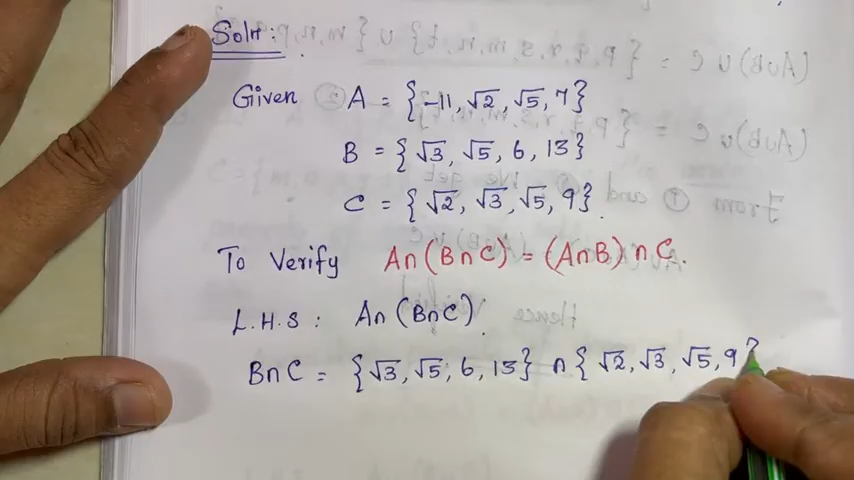 Soln:
Given A = {-11, √2, √5, 7}
B = {√3, √5, 6, 13}
C = {√2, √3, √5, 9}.
To Verify A∩(B∩C) = (A∩B)∩C.
L.H.S : A∩(B∩C).
B∩C = {√3, √5, 6, 13} ∩ {√2, √3, √5, 9}